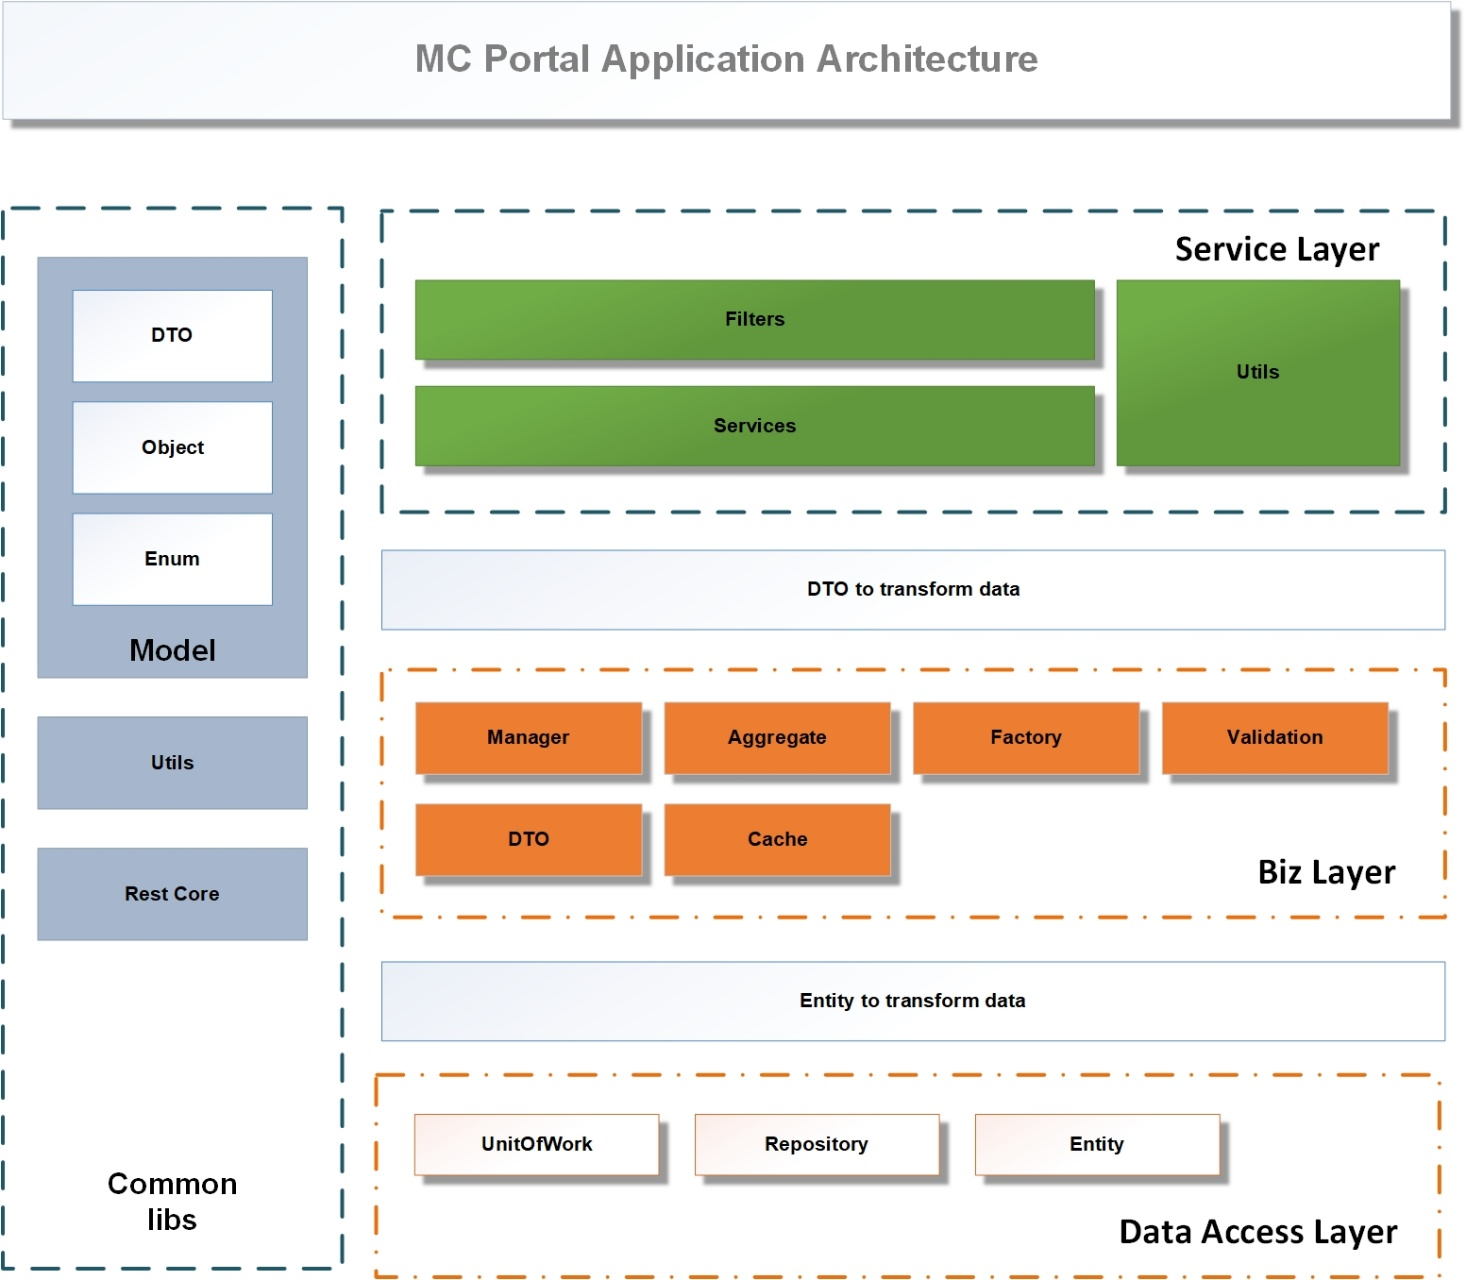 MC Portal Application Architecture
DTO
Object
Enum
Model
Utils
Rest Core
Common
libs
Service Layer
Filters
Services
Utils
DTO to transform data
Manager
Aggregate
Factory
Validation
DTO
Cache
Biz Layer
Entity to transform data
UnitOfWork
Repository
Entity
Data Access Layer